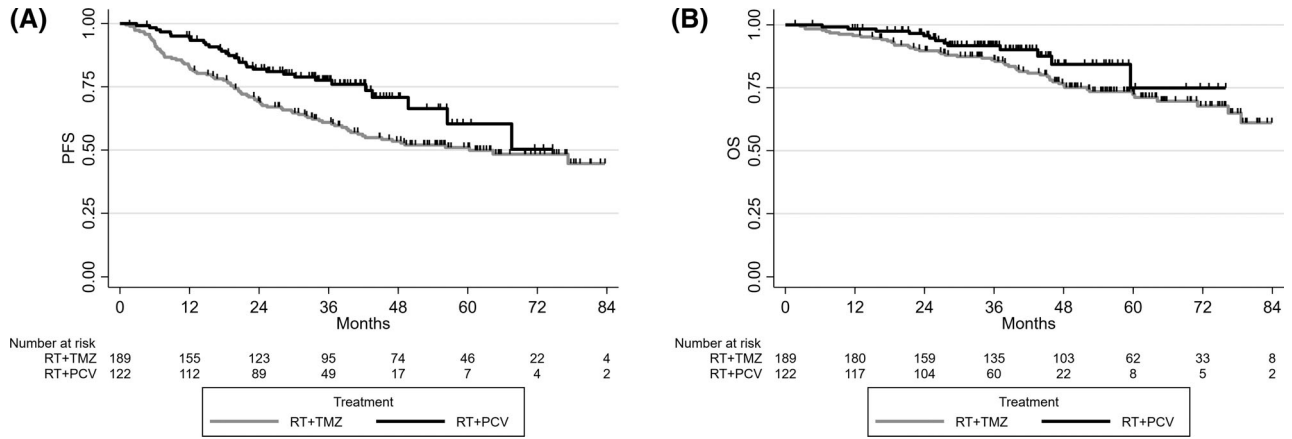 (A)
PFS
1.00
0.75
0.50
0.25
0.00
0 12 24 36 48 60 72 84
Months
Number at risk
RT+TMZ 189 155 123 95 74 46 22 4
RT+PCV 122 112 89 49 17 7 4 2
Treatment
RT+TMZ RT+PCV
(B)
OS
1.00
0.75
0.50
0.25
0.00
0 12 24 36 48 60 72 84
Months
Number at risk
RT+TMZ 189 180 159 135 103 62 33 8
RT+PCV 122 117 104 60 22 8 5 2
Treatment
RT+TMZ RT+PCV